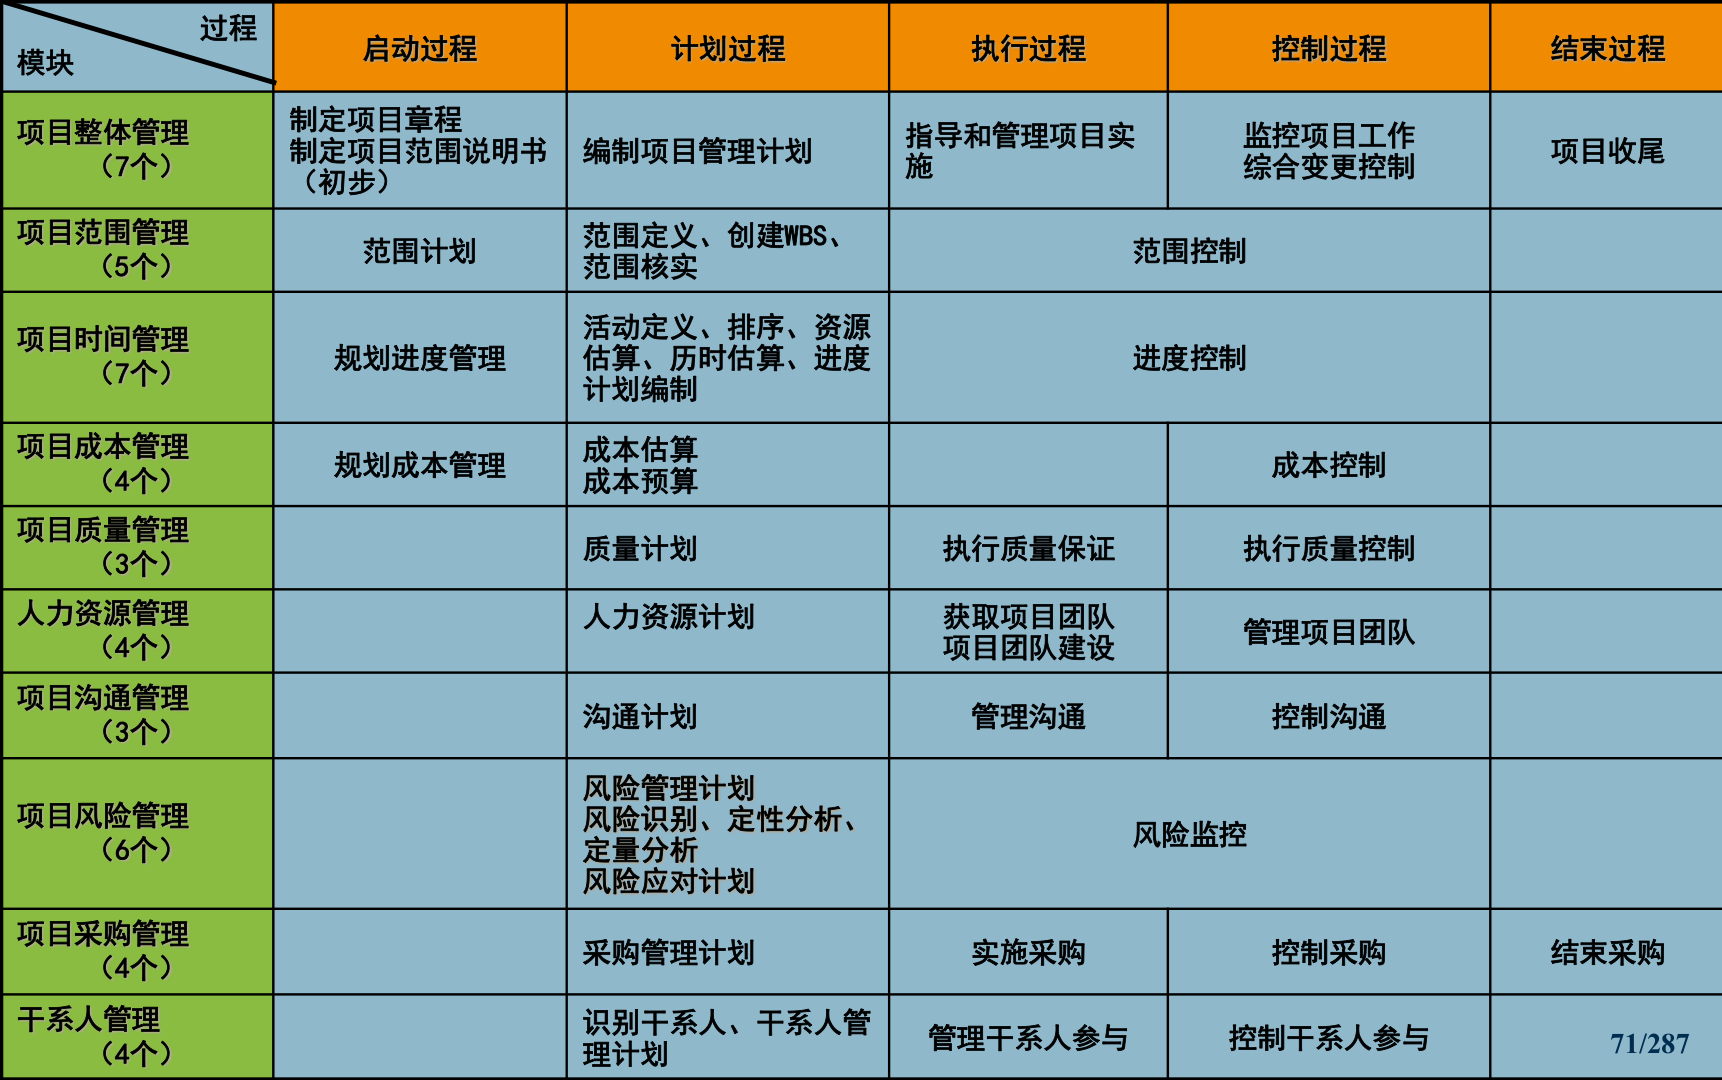 过程
模块
启动过程
计划过程
执行过程
控制过程
结束过程
项目整体管理
（7个）
制定项目章程
制定项目范围说明书
（初步）
编制项目管理计划
指导和管理项目实
施
监控项目工作
综合变更控制
项目收尾
项目范围管理
（5个）
范围计划
范围定义、创建WBS、
范围核实
范围控制
项目时间管理
（7个）
规划进度管理
活动定义、排序、资源
估算、历时估算、进度
计划编制
进度控制
项目成本管理
（4个）
规划成本管理
成本估算
成本预算
成本控制
项目质量管理
（3个）
质量计划
执行质量保证
执行质量控制
人力资源管理
（4个）
人力资源计划
获取项目团队
项目团队建设
管理项目团队
项目沟通管理
（3个）
沟通计划
管理沟通
控制沟通
项目风险管理
（6个）
风险管理计划
风险识别、定性分析、
定量分析
风险应对计划
风险监控
项目采购管理
（4个）
采购管理计划
实施采购
控制采购
结束采购
干系人管理
（4个）
识别干系人、干系人管
理计划
管理干系人参与
控制干系人参与
71/287